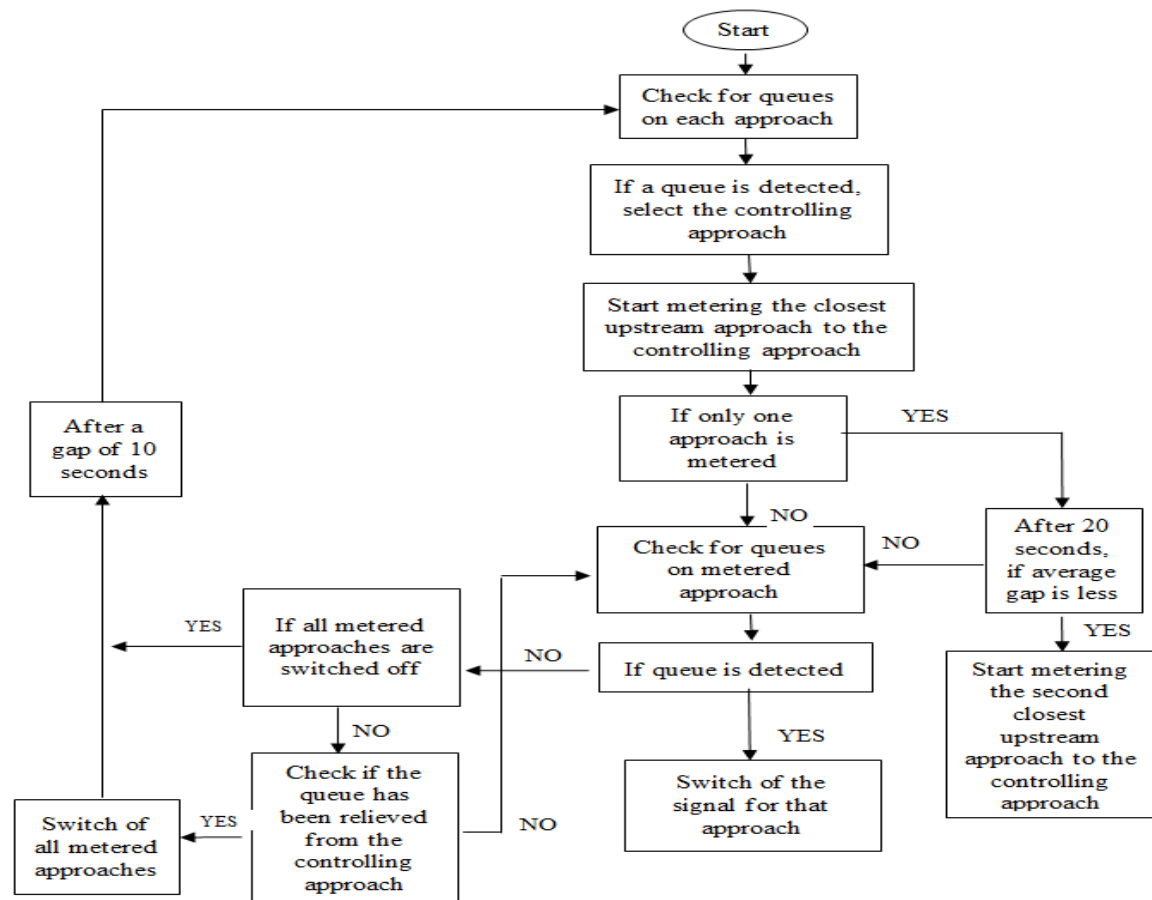 Start
Check for queues
on each approach
If a queue is detected,
select the controlling
approach
Start metering the closest
upstream approach to the
controlling approach
If only one
approach is
metered
YES
After a
gap of 10
seconds
NO
After 20
seconds,
if average
gap is less
NO
Check for queues
on metered
approach
YES
If all metered
approaches are
switched off
YES
NO
If queue is detected
Start metering
the second
closest
upstream
approach to the
controlling
approach
NO
YES
Check if the
queue has
been relieved
from the
controlling
approach
Switch of the
signal for that
approach
YES
NO
Switch of
all metered
approaches